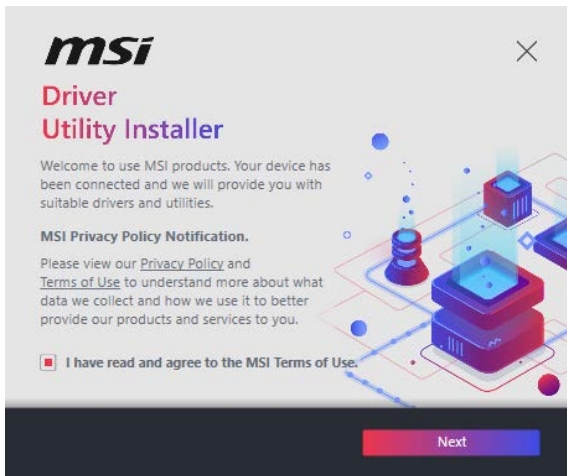 msi
Driver
Utility Installer
Welcome to use MSI products. Your device has
been connected and we will provide you with
suitable drivers and utilities.
MSI Privacy Policy Notification.
Please view our Privacy Policy and
Terms of Use to understand more about what
data we collect and how we use it to better
provide our products and services to you.
I have read and agree to the MSI Terms of Use.
Next